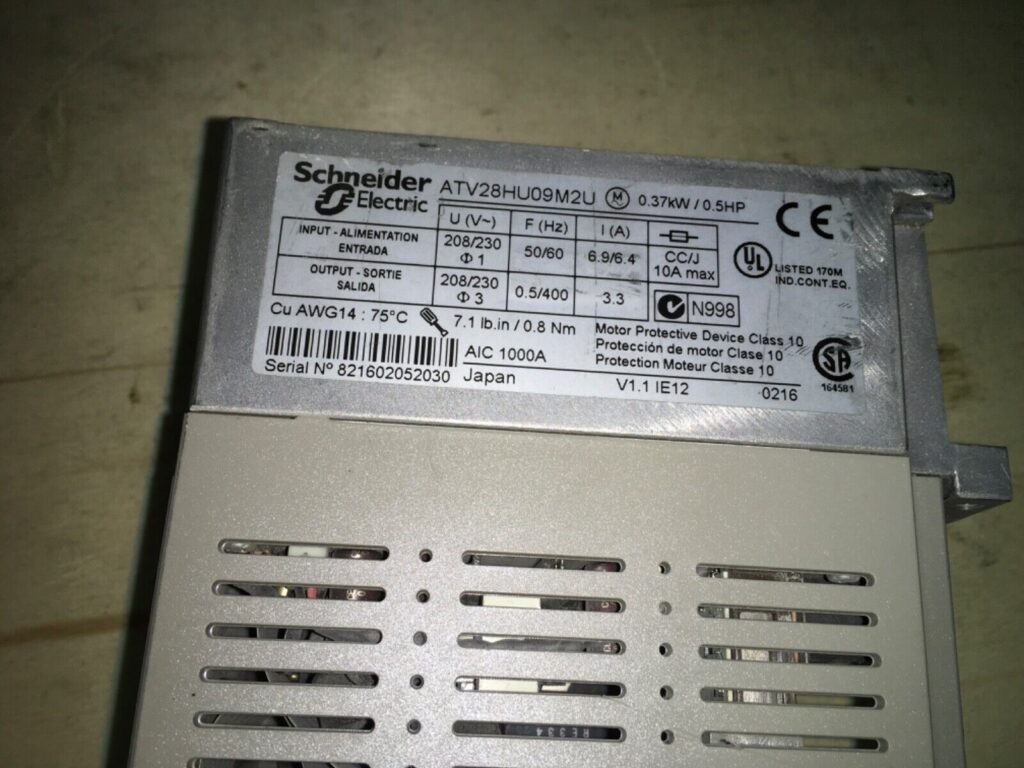 Schneider
Electric
ATV28HU09M2U M 0.37kW / 0.5HP
CE
U (V~) F (Hz) I (A)
INPUT - ALIMENTATION
ENTRADA
208/230
Φ 1
50/60
6.9/6.4
CC/J
10A max
UL
LISTED 170M
IND.CONT.EQ.
OUTPUT - SORTIE
SALIDA
208/230
Φ 3
0.5/400
3.3
N998
Cu AWG14 : 75°C 7.1 lb.in / 0.8 Nm
Motor Protective Device Class 10
Protección de motor Clase 10
Protection Moteur Classe 10
AIC 1000A
Serial Nº 821602052030 Japan
V1.1 IE12
0216
SA
164581